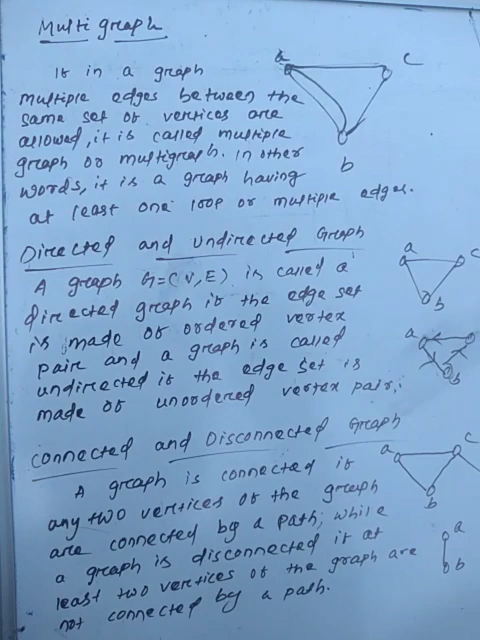 Multi graph
a
c
b
If in a graph
multiple edges between the
same set of vertices are
allowed, it is called multiple
graph or multigraph. In other
words, it is a graph having
at least one loop or multiple edges.
Directed and undirected Graph
A graph G=(V,E) is called a
directed graph if the edge set
is made of ordered vertex
pair and a graph is called
undirected if the edge set is
made of unordered vertex pair.
a
c
b
a
b
Connected and Disconnected Graph
A graph is connected if
any two vertices of the graph
are connected by a path; while
a graph is disconnected if at
least two vertices of the graph are
not connected by a path.
a
c
b
a
b